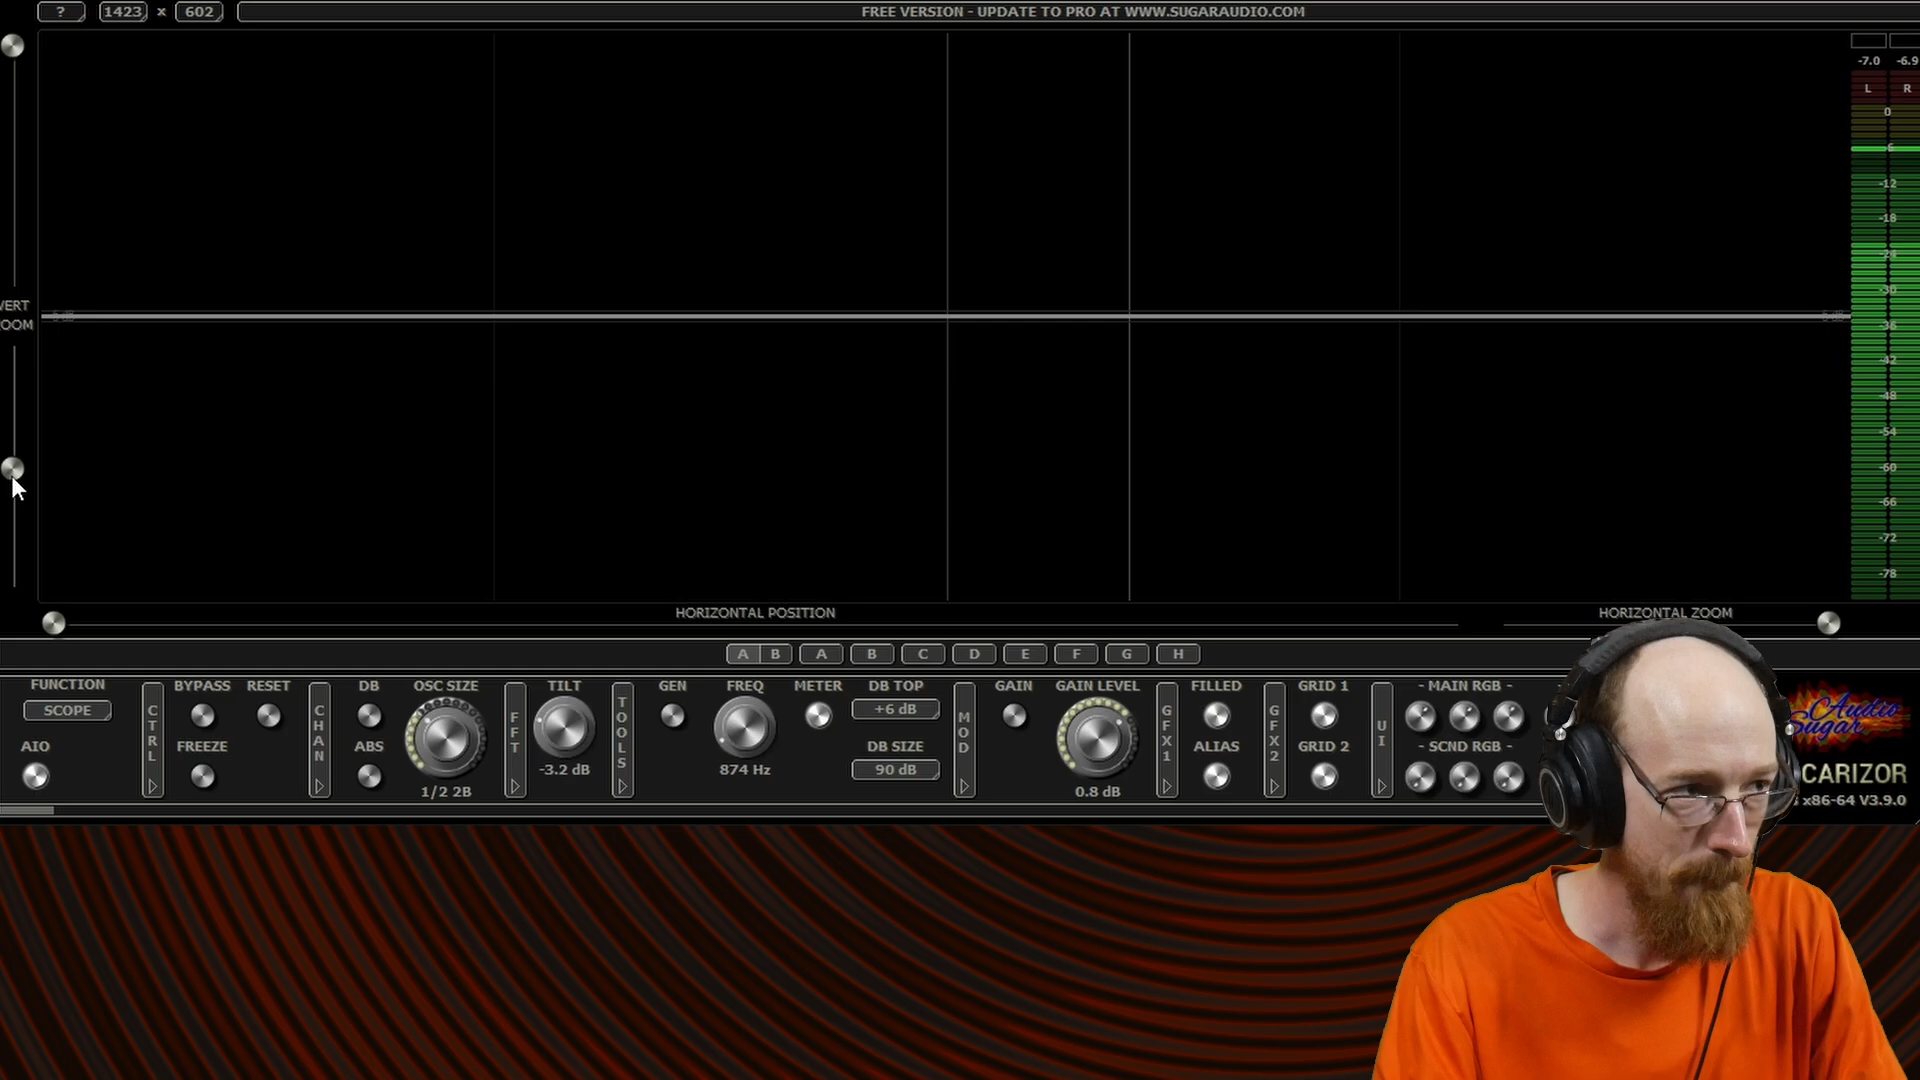 ?
1423 x 602
FREE VERSION - UPDATE TO PRO AT WWW.SUGARAUDIO.COM
-7.0 -6.9
L R
0
-12
-18
-24
-30
-36
-42
-48
-54
-60
-66
-72
-78
VERT
OOM
HORIZONTAL POSITION
HORIZONTAL ZOOM
A B A B C D E F G H
FUNCTION
SCOPE
AIO
CTRL
BYPASS
RESET
FREEZE
CHAN
DB
ABS
OSC SIZE
1/2 2B
FFT
TILT
-3.2 dB
TOOLS
GEN
FREQ
874 Hz
METER
DB TOP
+6 dB
DB SIZE
90 dB
MOD
GAIN
GAIN LEVEL
0.8 dB
GFX1
FILLED
ALIAS
GFX2
GRID 1
GRID 2
UI
- MAIN RGB -
- SCND RGB -
Audio
Sugar
CARIZOR
x86-64 V3.9.0